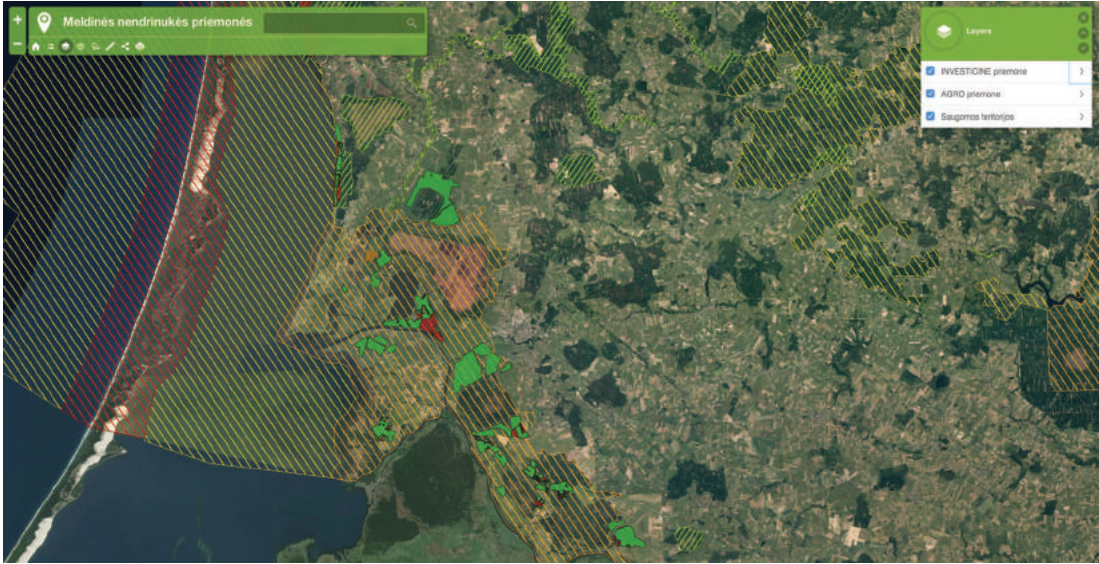 Meldinės nendrinukės priemonės
Layers
INVESTICINE priemone
AGRO priemone
Saugomos teritorijos